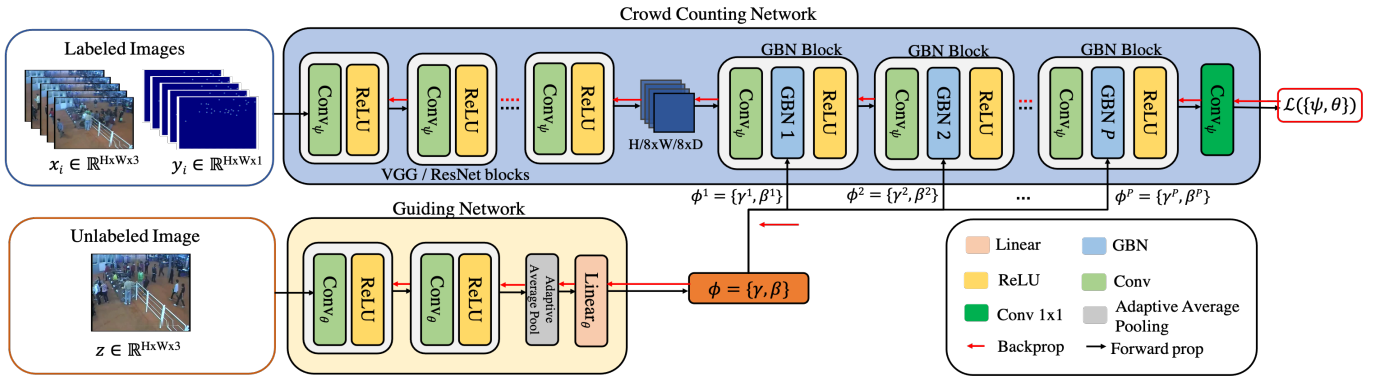 Crowd Counting Network
Labeled Images
x_i ∈ ℝ^{HxWx3}
y_i ∈ ℝ^{HxWx1}
Conv_ψ
ReLU
Conv_ψ
ReLU
Conv_ψ
ReLU
VGG / ResNet blocks
H/8xW/8xD
GBN Block
Conv_ψ
GBN 1
ReLU
GBN Block
Conv_ψ
GBN 2
ReLU
GBN Block
Conv_ψ
GBN P
ReLU
Conv_ψ
ℒ({ψ, θ})
ϕ^1 = {γ^1, β^1}
ϕ^2 = {γ^2, β^2}
...
ϕ^P = {γ^P, β^P}
Guiding Network
Unlabeled Image
z ∈ ℝ^{HxWx3}
Conv_θ
ReLU
Conv_θ
ReLU
Adaptive
Average Pool
Linear_θ
ϕ = {γ, β}
Linear
GBN
ReLU
Conv
Conv 1x1
Adaptive Average
Pooling
Backprop
Forward prop